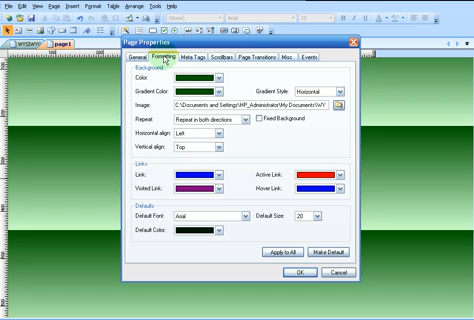 File Edit View Page Insert Format Table Arrange Tools Help
(None) Arial 20
WYSIWYG page1
Page Properties
General Formatting Meta Tags Scrollbars Page Transitions Misc Events
Background
Color:
Gradient Color: Gradient Style: Horizontal
Image: C:\Documents and Settings\HP_Administrator\My Documents\WY
Repeat: Repeat in both directions Fixed Background
Horizontal align: Left
Vertical align: Top
Links
Link: Active Link:
Visited Link: Hover Link:
Defaults
Default Font: Arial Default Size: 20
Default Color:
Apply to All Make Default
OK Cancel